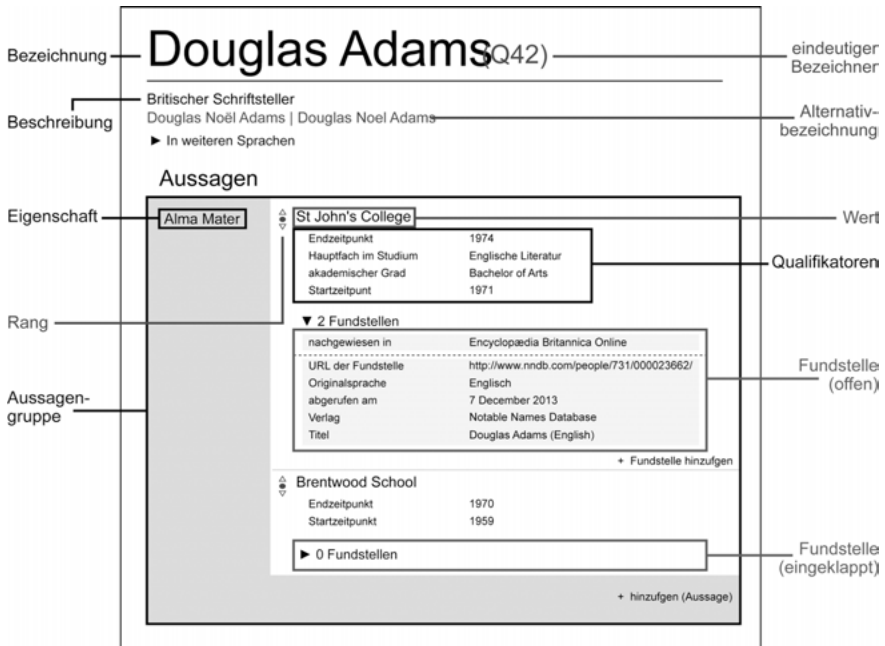 Bezeichnung
Douglas Adams (Q42)
eindeutiger
Bezeichner
Beschreibung
Britischer Schriftsteller
Douglas Noël Adams | Douglas Noel Adams
Alternativ-
bezeichnung
► In weiteren Sprachen
Aussagen
Eigenschaft
Alma Mater
St John's College
Wert
Endzeitpunkt 1974
Hauptfach im Studium Englische Literatur
akademischer Grad Bachelor of Arts
Startzeitpunt 1971
Qualifikatoren
Rang
▼ 2 Fundstellen
nachgewiesen in Encyclopædia Britannica Online
URL der Fundstelle http://www.nndb.com/people/731/000023662/
Originalsprache Englisch
abgerufen am 7 December 2013
Verlag Notable Names Database
Titel Douglas Adams (English)
Fundstelle
(offen)
Aussagen-
gruppe
+ Fundstelle hinzufgen
Brentwood School
Endzeitpunkt 1970
Startzeitpunkt 1959
► 0 Fundstellen
Fundstelle
(eingeklappt)
+ hinzufgen (Aussage)